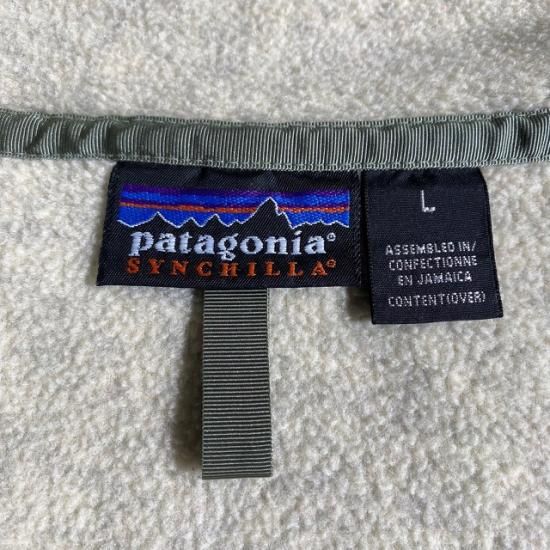 patagonia®
SYNCHILLA®
L
ASSEMBLED IN/
CONFECTIONNE
EN JAMAICA
CONTENT(OVER)